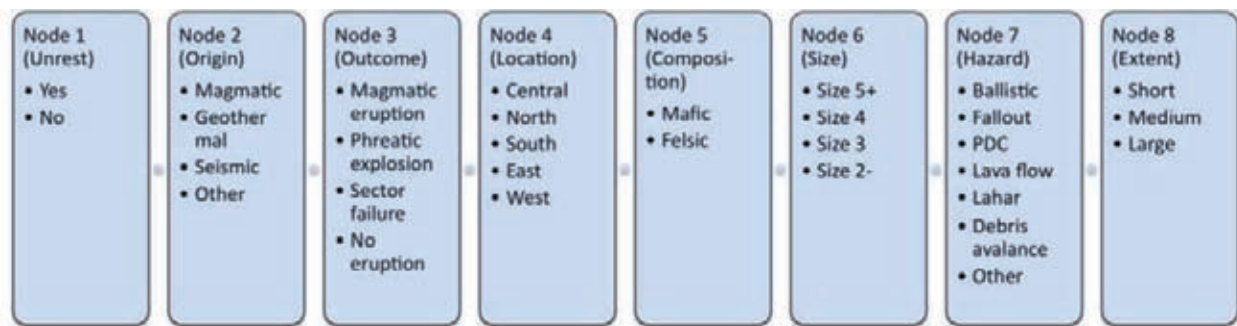 Node 1
(Unrest)
• Yes
• No
Node 2
(Origin)
• Magmatic
• Geother
mal
• Seismic
• Other
Node 3
(Outcome)
• Magmatic
eruption
• Phreatic
explosion
• Sector
failure
• No
eruption
Node 4
(Location)
• Central
• North
• South
• East
• West
Node 5
(Composi-
tion)
• Mafic
• Felsic
Node 6
(Size)
• Size 5+
• Size 4
• Size 3
• Size 2-
Node 7
(Hazard)
• Ballistic
• Fallout
• PDC
• Lava flow
• Lahar
• Debris
avalance
• Other
Node 8
(Extent)
• Short
• Medium
• Large